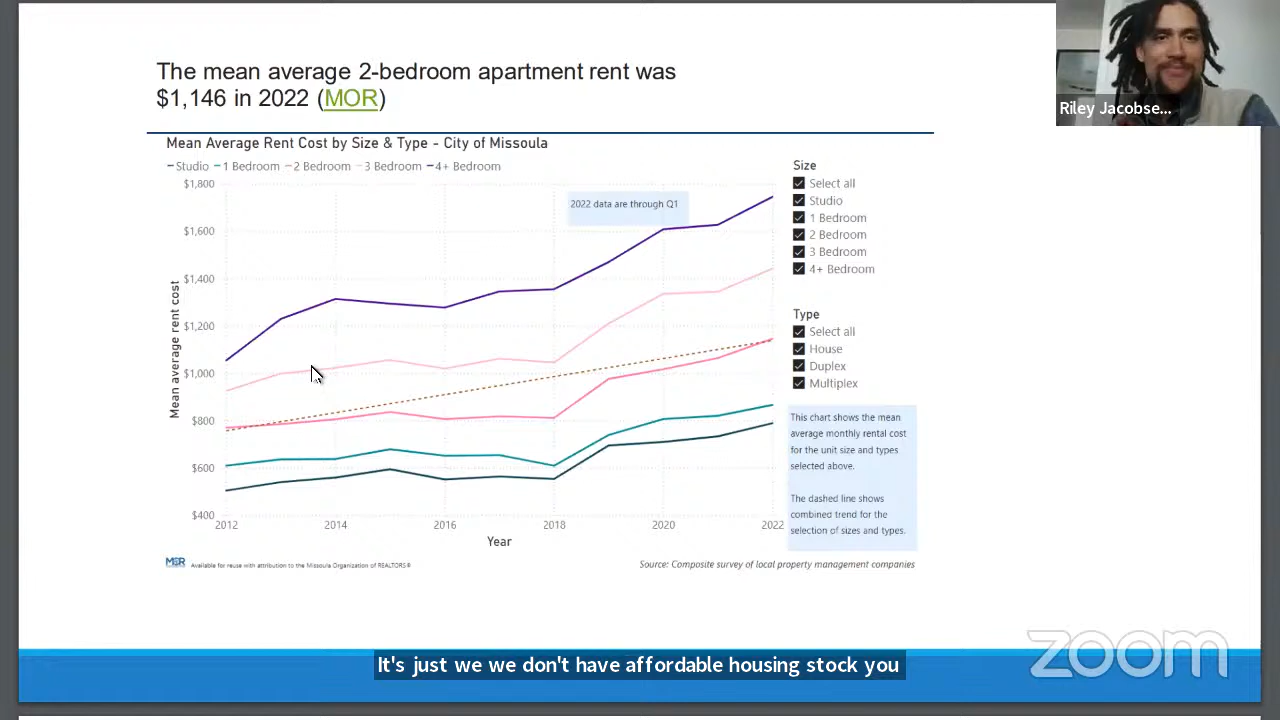 The mean average 2-bedroom apartment rent was
$1,146 in 2022 (MOR)
Riley Jacobse...
Mean Average Rent Cost by Size & Type - City of Missoula
Studio 1 Bedroom 2 Bedroom 3 Bedroom 4+ Bedroom
$1,800
$1,600
$1,400
$1,200
$1,000
$800
$600
$400
Mean average rent cost
2022 data are through Q1
2012 2014 2016 2018 2020 2022
Year
Size
Select all
Studio
1 Bedroom
2 Bedroom
3 Bedroom
4+ Bedroom
Type
Select all
House
Duplex
Multiplex
This chart shows the mean
average monthly rental cost
for the unit size and types
selected above.
The dashed line shows
combined trend for the
selection of sizes and types.
MOR Available for reuse with attribution to the Missoula Organization of REALTORS®
Source: Composite survey of local property management companies
zoom
It's just we we don't have affordable housing stock you